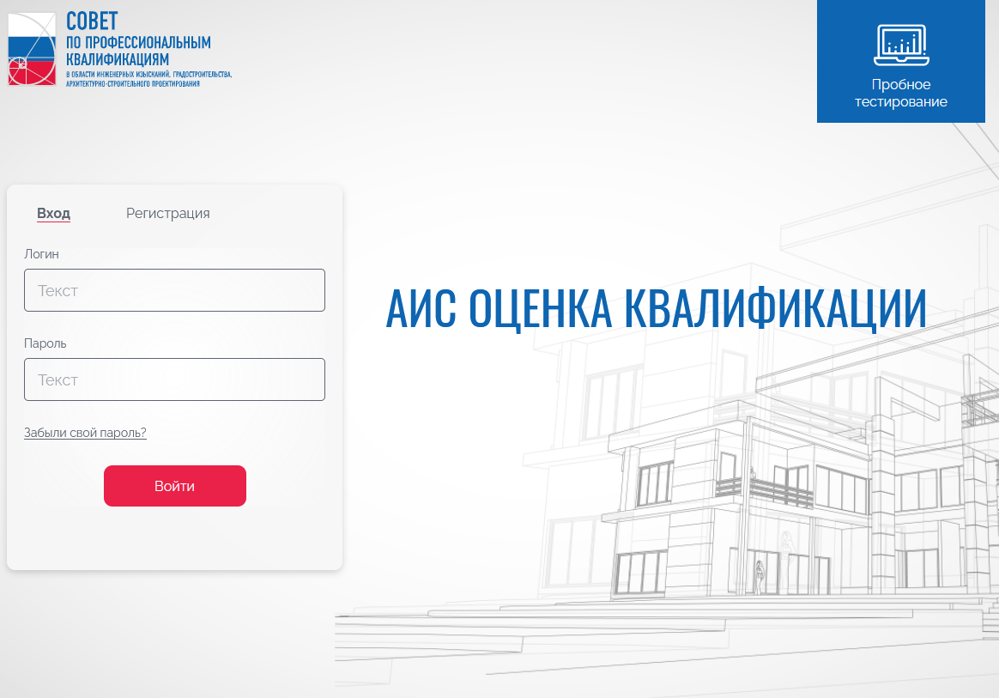 СОВЕТ
ПО ПРОФЕССИОНАЛЬНЫМ
КВАЛИФИКАЦИЯМ
В ОБЛАСТИ ИНЖЕНЕРНЫХ ИЗЫСКАНИЙ, ГРАДОСТРОИТЕЛЬСТВА,
АРХИТЕКТУРНО-СТРОИТЕЛЬНОГО ПРОЕКТИРОВАНИЯ
Пробное
тестирование
Вход Регистрация
Логин
Текст
Пароль
Текст
Забыли свой пароль?
Войти
АИС ОЦЕНКА КВАЛИФИКАЦИИ